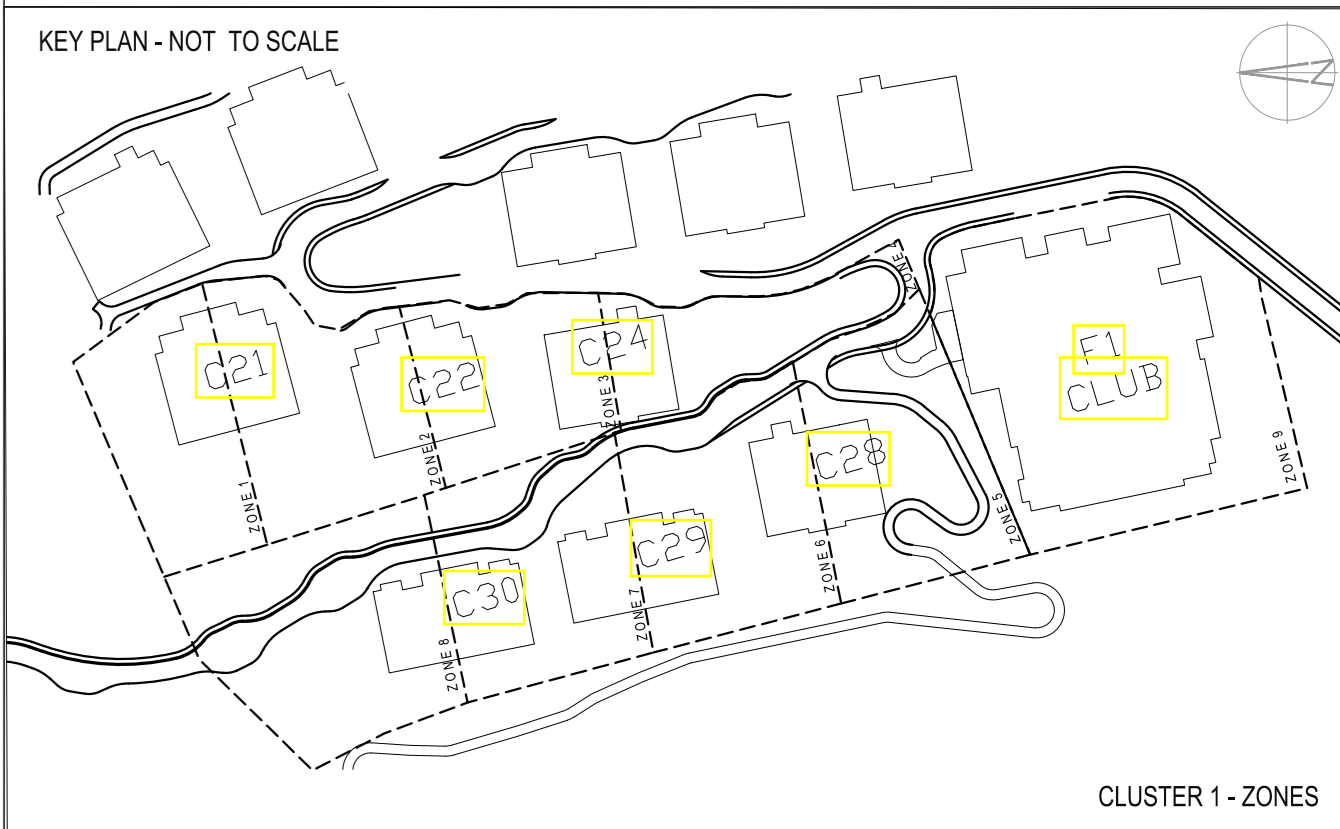 KEY PLAN - NOT TO SCALE
N
ZONE 4
C21
C22
C24
F1
CLUB
ZONE 3
C28
ZONE 2
ZONE 9
ZONE 1
ZONE 5
C29
ZONE 6
C30
ZONE 7
ZONE 8
CLUSTER 1 - ZONES